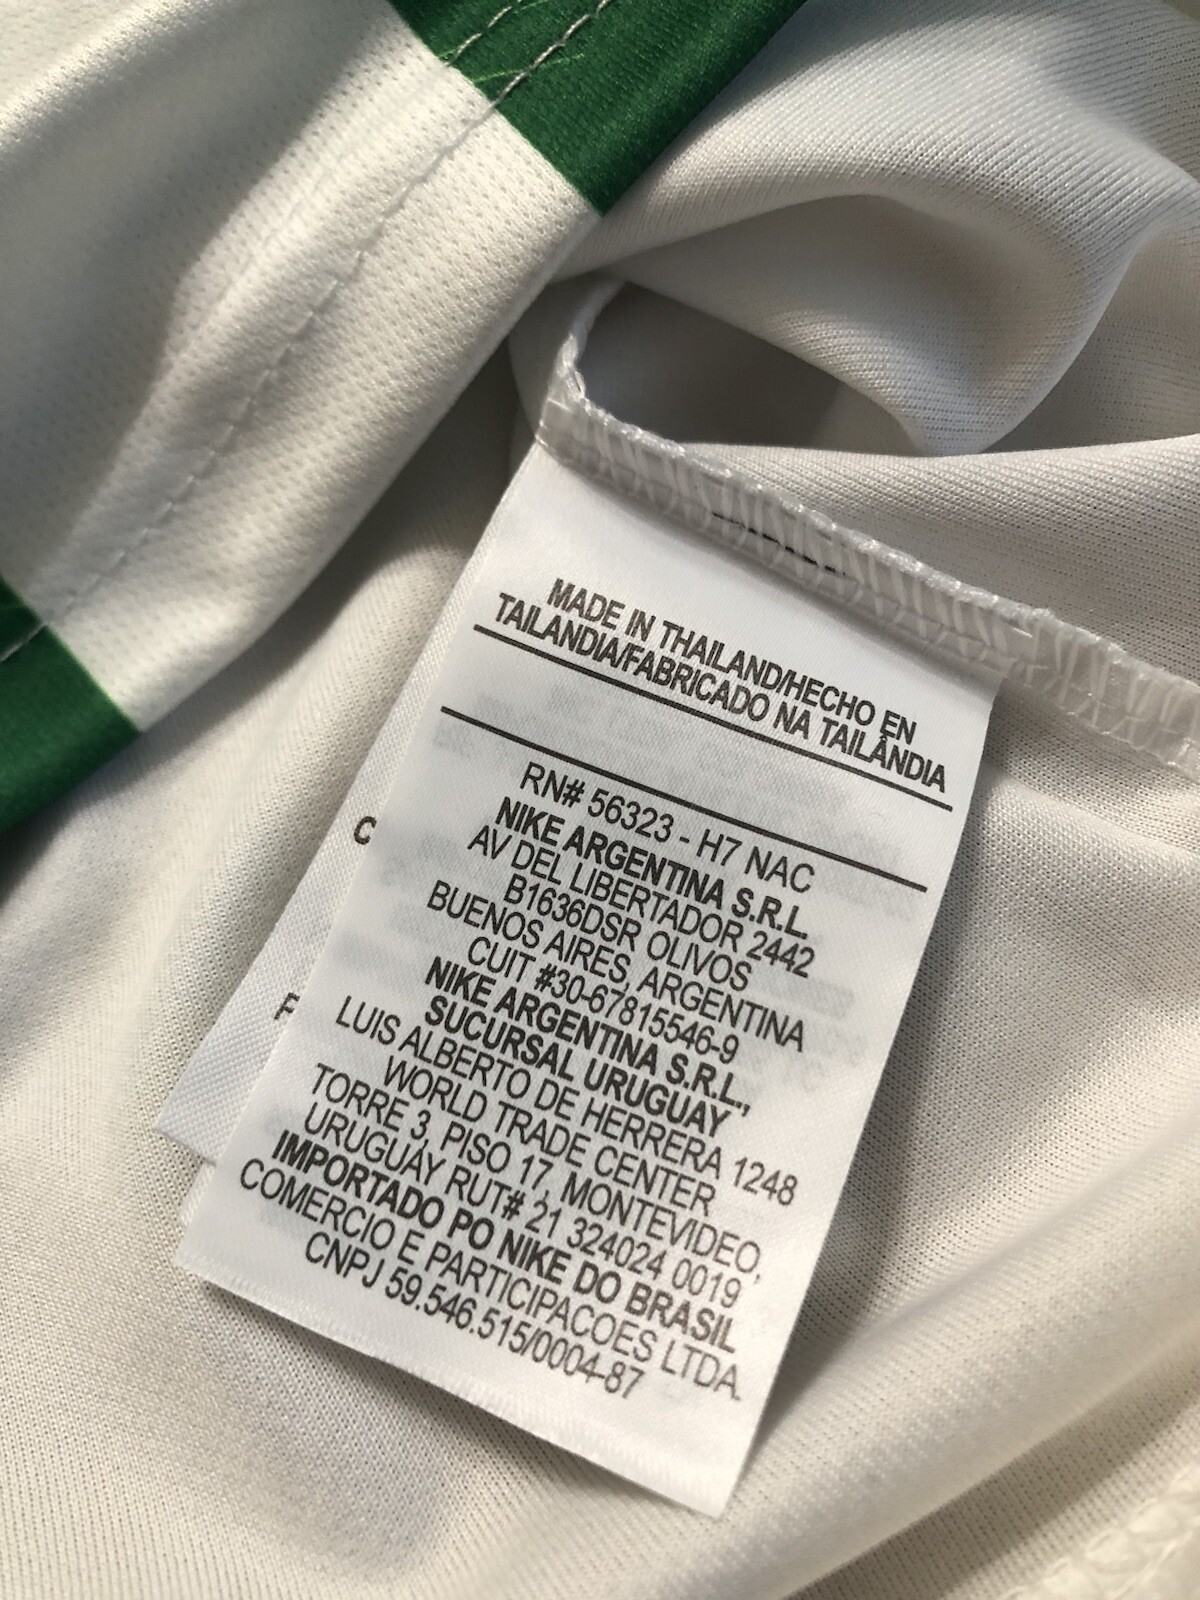 MADE IN THAILAND/HECHO EN
TAILANDIA/FABRICADO NA TAILÂNDIA
RN# 56323 - H7 NAC
NIKE ARGENTINA S.R.L.
AV DEL LIBERTADOR 2442
B1636DSR OLIVOS
BUENOS AIRES, ARGENTINA
CUIT #30-67815546-9
NIKE ARGENTINA S.R.L.,
SUCURSAL URUGUAY
LUIS ALBERTO DE HERRERA 1248
WORLD TRADE CENTER
TORRE 3, PISO 17, MONTEVIDEO,
URUGUAY RUT# 21 324024 0019
IMPORTADO PO NIKE DO BRASIL
COMERCIO E PARTICIPACOES LTDA.
CNPJ 59.546.515/0004-87